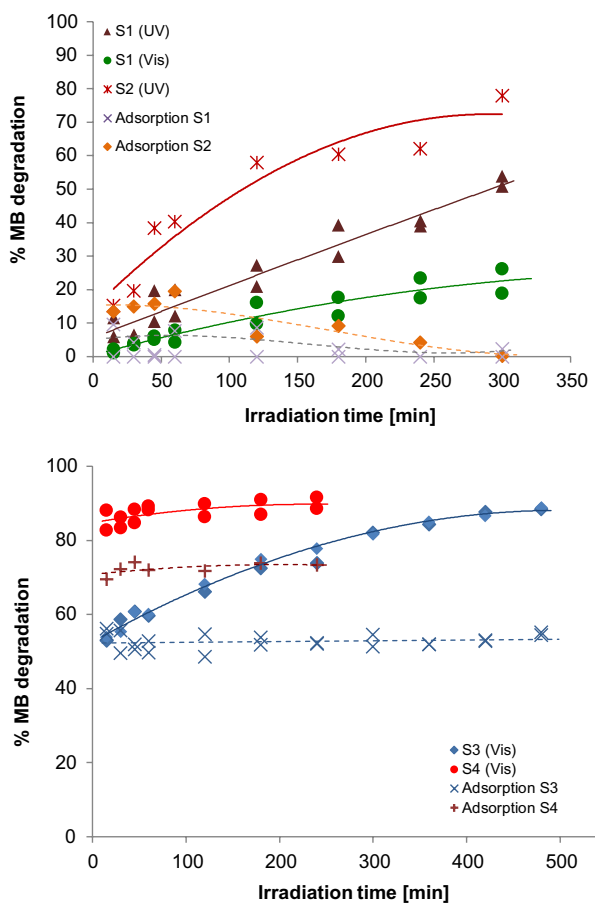 S1 (UV)
S1 (Vis)
S2 (UV)
Adsorption S1
Adsorption S2
% MB degradation
100
90
80
70
60
50
40
30
20
10
0
0 50 100 150 200 250 300 350
Irradiation time [min]
% MB degradation
100
80
60
40
20
0
S3 (Vis)
S4 (Vis)
Adsorption S3
Adsorption S4
0 100 200 300 400 500
Irradiation time [min]